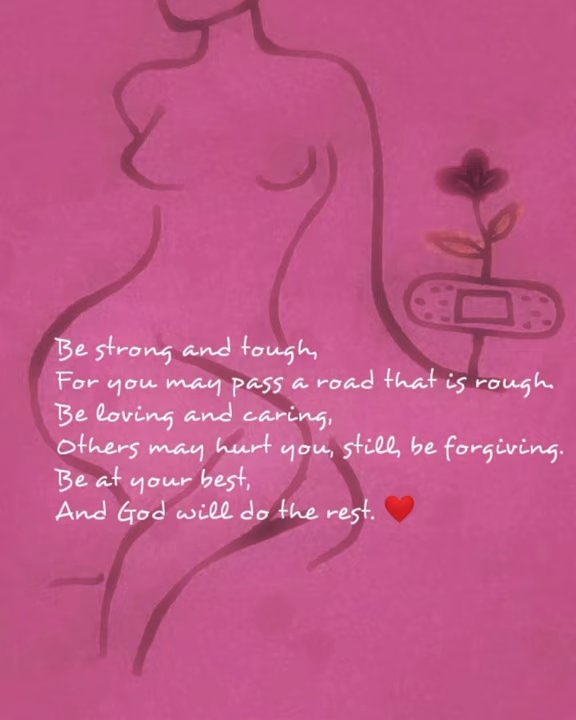 Be strong and tough,
For you may pass a road that is rough.
Be loving and caring,
Others may hurt you, still, be forgiving.
Be at your best,
And God will do the rest. ❤️